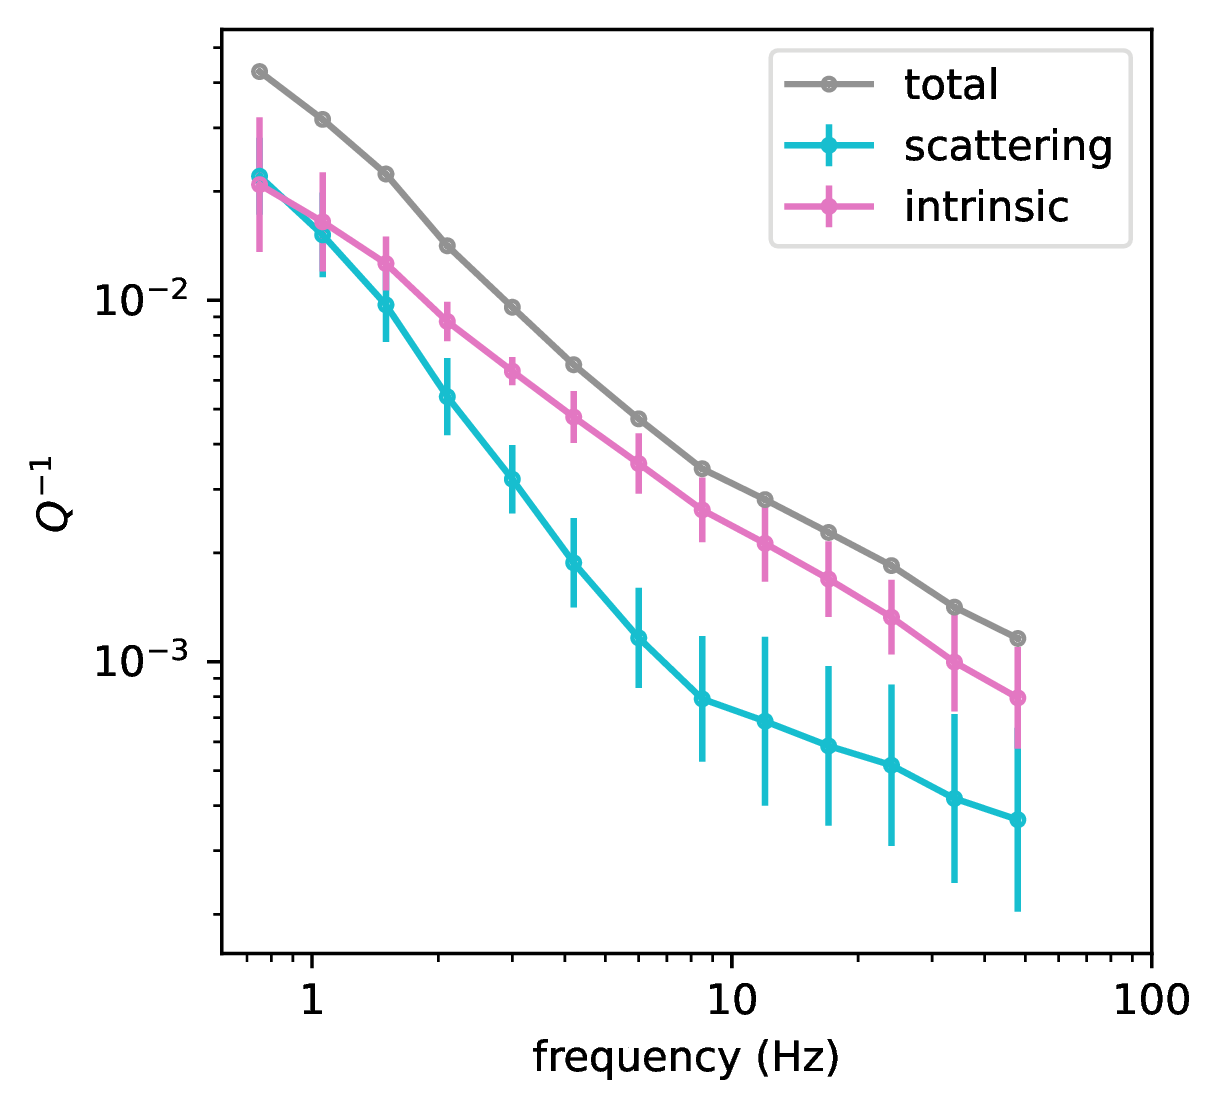 total
scattering
intrinsic
10⁻²
10⁻³
Q⁻¹
1 10 100
frequency (Hz)